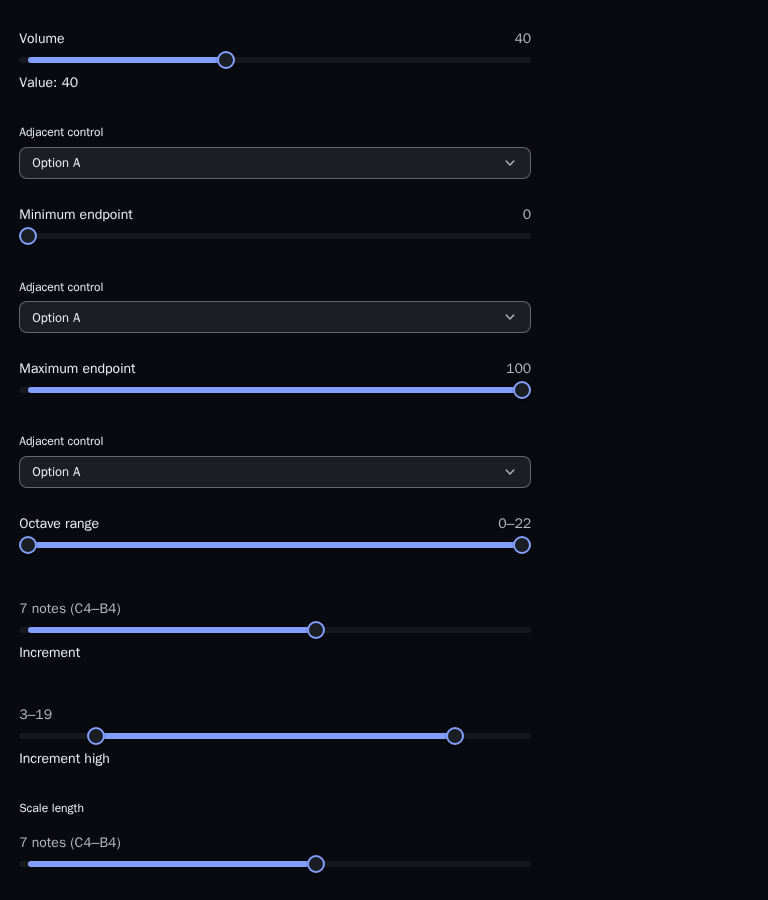 Volume 40
Value: 40
Adjacent control
Option A
Minimum endpoint 0
Adjacent control
Option A
Maximum endpoint 100
Adjacent control
Option A
Octave range 0–22
7 notes (C4–B4)
Increment
3–19
Increment high
Scale length
7 notes (C4–B4)